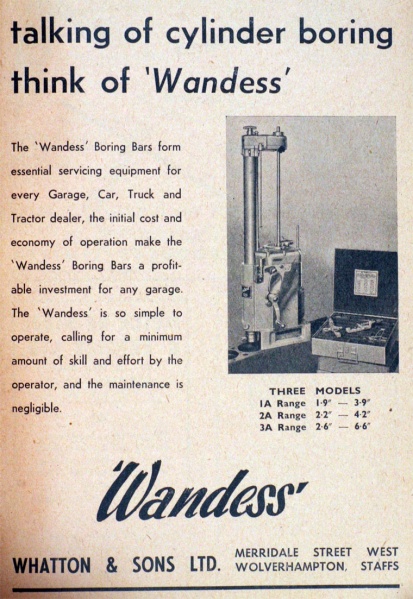 talking of cylinder boring
think of 'Wandess'
The 'Wandess' Boring Bars form
essential servicing equipment for
every Garage, Car, Truck and
Tractor dealer, the initial cost and
economy of operation make the
'Wandess' Boring Bars a profit-
able investment for any garage.
The 'Wandess' is so simple to
operate, calling for a minimum
amount of skill and effort by the
operator, and the maintenance is
negligible.
THREE MODELS
1A Range 1·9" — 3·9"
2A Range 2·2" — 4·2"
3A Range 2·6" — 6·6"
'Wandess'
WHATTON & SONS LTD.
MERRIDALE STREET WEST
WOLVERHAMPTON, STAFFS